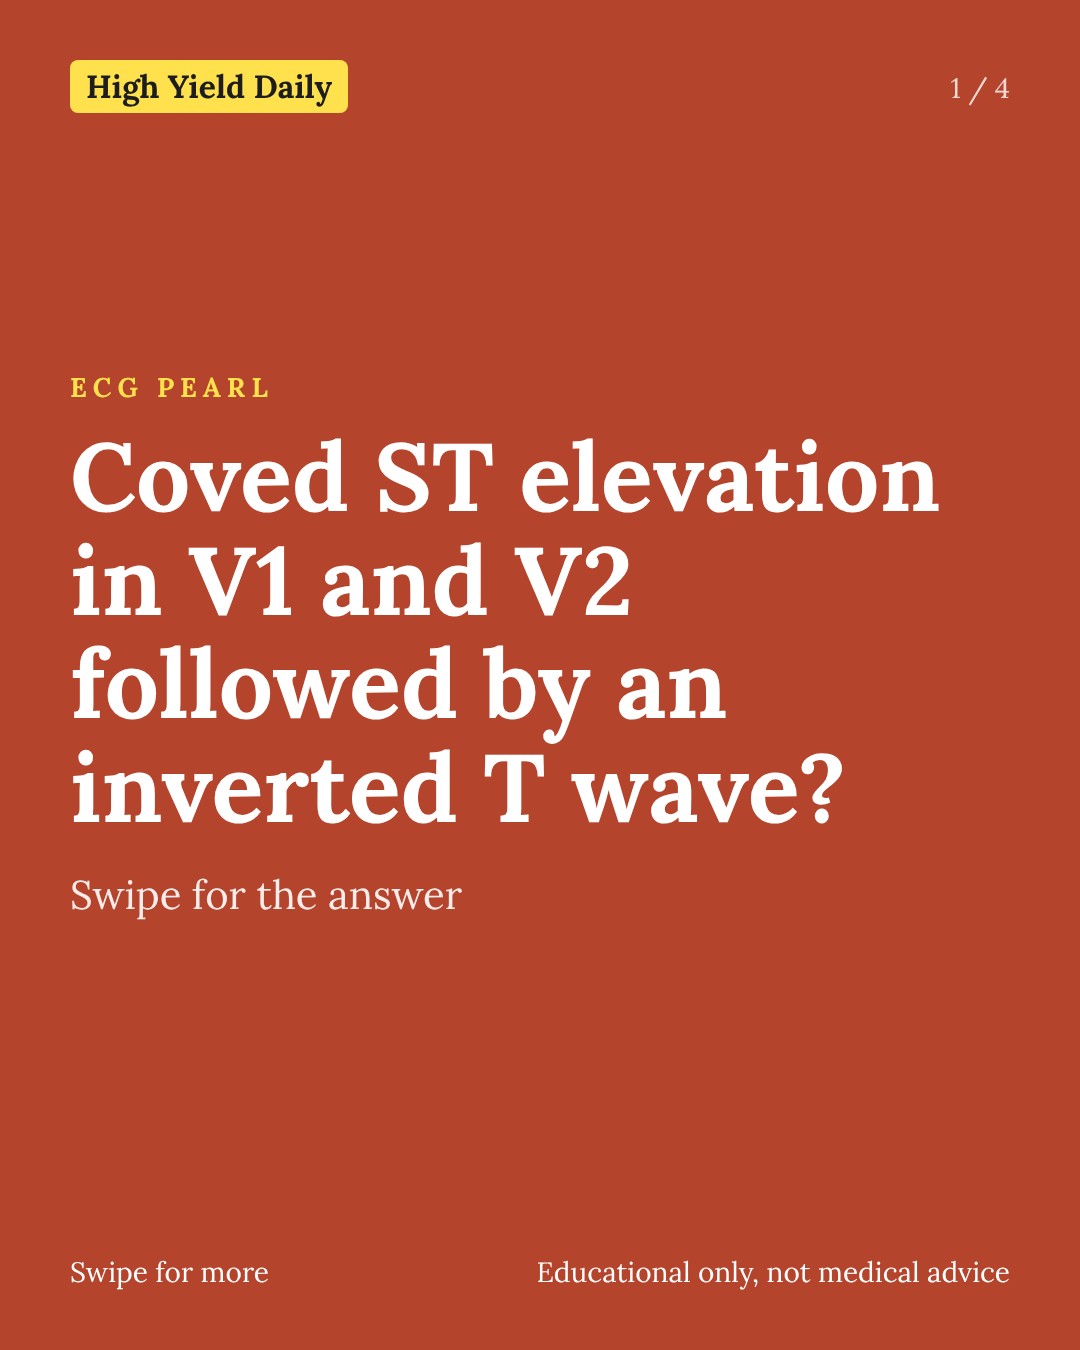 High Yield Daily
1 / 4
ECG PEARL
Coved ST elevation
in V1 and V2
followed by an
inverted T wave?
Swipe for the answer
Swipe for more
Educational only, not medical advice